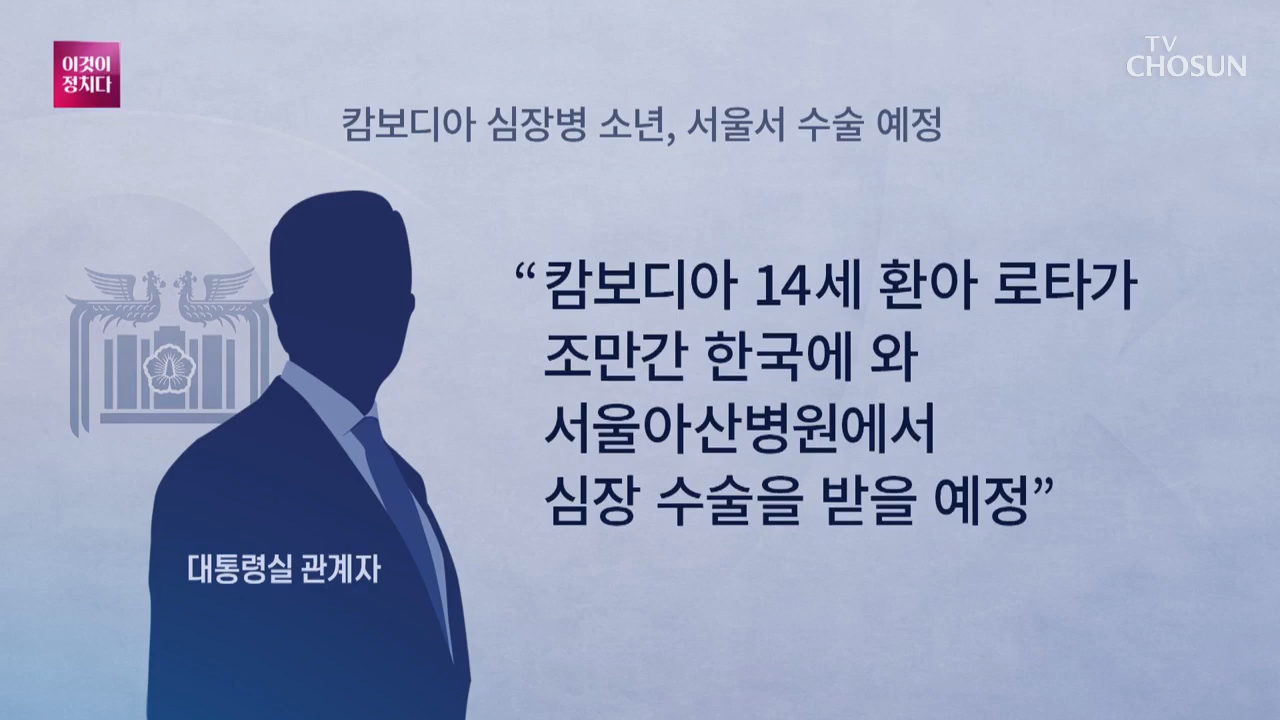 이것이
정치다
TV
CHOSUN
캄보디아 심장병 소년, 서울서 수술 예정
“캄보디아 14세 환아 로타가
조만간 한국에 와
서울아산병원에서
심장 수술을 받을 예정”
대통령실 관계자